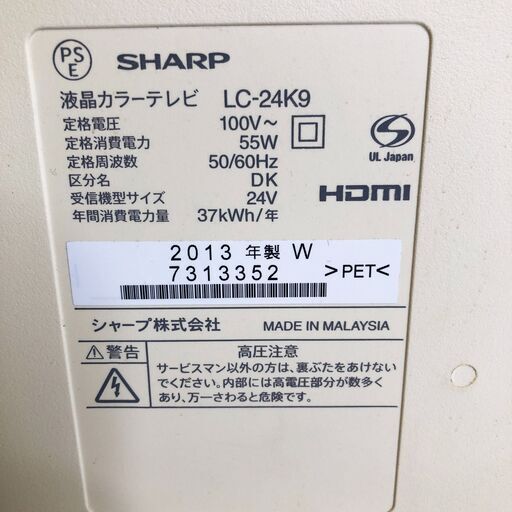 PSE SHARP
液晶カラーテレビ LC-24K9
定格電圧 100V～
定格消費電力 55W
定格周波数 50/60Hz
区分名 DK
受信機型サイズ 24V
年間消費電力量 37kWh/年
UL Japan
HDMI
2013 年製 W
7313352 >PET<
シャープ株式会社 MADE IN MALAYSIA
⚠警告 高圧注意
サービスマン以外の方は、裏ぶたをあけない
でください。内部には高電圧部分が数多く
あり、万一さわると危険です。